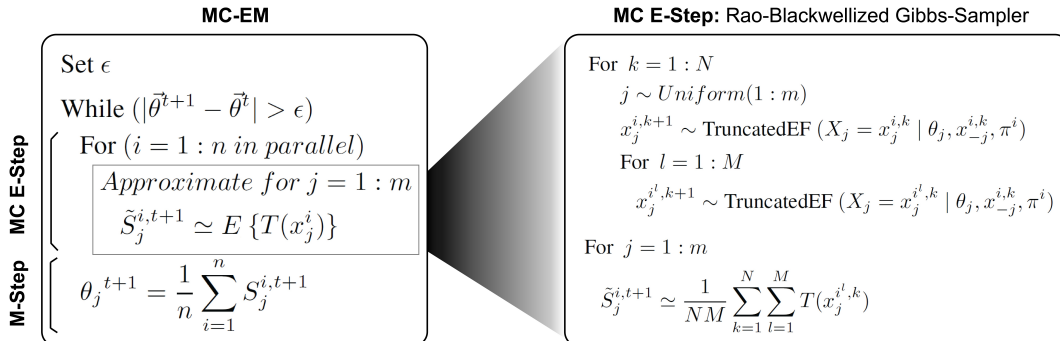 MC-EM
Set ϵ
While (|θ⃗^{t+1} − θ⃗^{t}| > ϵ)
MC E-Step
For (i = 1 : n in parallel)
Approximate for j = 1 : m
S̃_j^{i,t+1} ≃ E {T(x_j^i)}
M-Step
θ_j^{t+1} = \frac{1}{n} ∑_{i=1}^{n} S_j^{i,t+1}
MC E-Step: Rao-Blackwellized Gibbs-Sampler
For k = 1 : N
j ∼ Uniform(1 : m)
x_j^{i,k+1} ∼ TruncatedEF (X_j = x_j^{i,k} | θ_j, x_{−j}^{i,k}, π^i)
For l = 1 : M
x_j^{i^l,k+1} ∼ TruncatedEF (X_j = x_j^{i^l,k} | θ_j, x_{−j}^{i,k}, π^i)
For j = 1 : m
S̃_j^{i,t+1} ≃ \frac{1}{NM} ∑_{k=1}^{N} ∑_{l=1}^{M} T(x_j^{i^l,k})